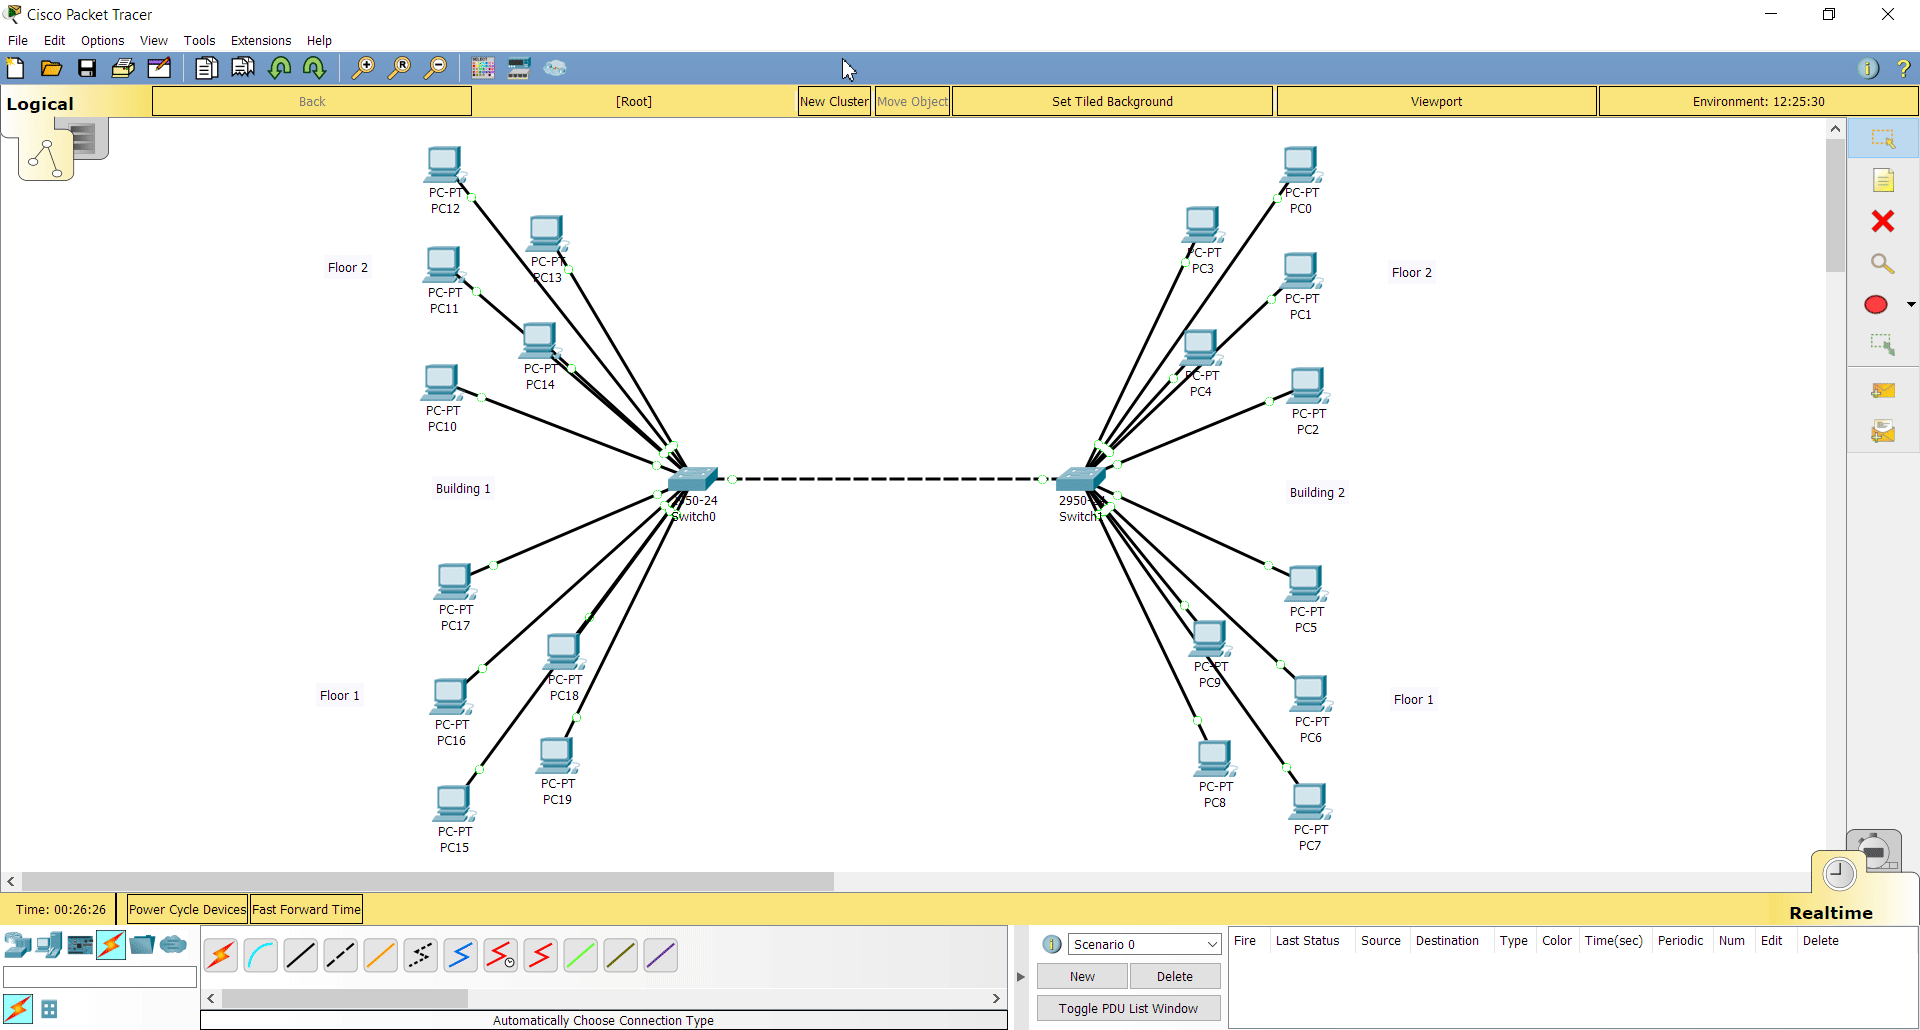 Cisco Packet Tracer
File Edit Options View Tools Extensions Help
Logical Back [Root] New Cluster Move Object Set Tiled Background Viewport Environment: 12:25:30
PC-PT
PC12
PC-PT
PC13
Floor 2
PC-PT
PC11
PC-PT
PC14
PC-PT
PC10
Building 1
2950-24
Switch0
PC-PT
PC17
PC-PT
PC18
Floor 1
PC-PT
PC16
PC-PT
PC19
PC-PT
PC15
PC-PT
PC0
PC-PT
PC3
Floor 2
PC-PT
PC1
PC-PT
PC4
PC-PT
PC2
Building 2
2950-24
Switch1
PC-PT
PC5
PC-PT
PC9
Floor 1
PC-PT
PC6
PC-PT
PC8
PC-PT
PC7
Time: 00:26:26 Power Cycle Devices Fast Forward Time
Realtime
Automatically Choose Connection Type
Scenario 0
New Delete
Toggle PDU List Window
Fire Last Status Source Destination Type Color Time(sec) Periodic Num Edit Delete